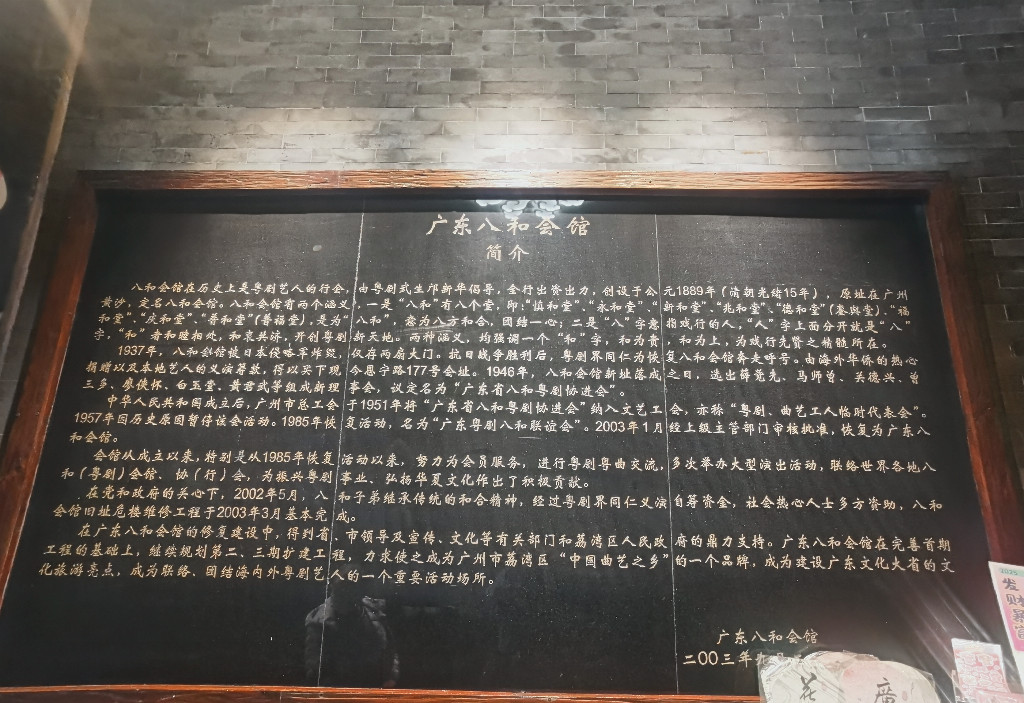 广东八和会馆
简介
八和会馆在历史上是粤剧艺人的行会，由粤剧武生邝新华倡导，全行出资出力，创设于公元1889年（清朝光绪15年），原址在广州
黄沙，定名八和会馆。八和会馆有两个涵义，一是“八和”有八个堂，即：“慎和堂”、“永和堂”、“新和堂”、“兆和堂”、“德和堂”（銮舆堂）、“福
和堂”、“庆和堂”、“普和堂”（普福堂），是为“八和”，意为八方和合，团结一心；二是“八”字意指戏行的人，“人”字上面分开就是“八”
字，“和”者和睦相处，和衷共济，开创粤剧新天地。两种涵义，均强调一个“和”字，和为贵和为上，为戏行先贤之精髓所在。
1937年，八和会馆被日本侵略军炸毁，仅存两扇大门。抗日战争胜利后，粤剧界同仁为恢复八和会馆奔走呼号。由海外华侨的热心
捐赠以及本地艺人的义演筹款，得以买下现今恩宁路177号会址。1946年，八和会馆新址落成之日，选出薛觉先、马师曾、关德兴、曾
三多、廖侠怀、白玉堂、黄君武等组成新理事会，议定名为“广东省八和粤剧协进会”。
中华人民共和国成立后，广州市总工会于1951年将“广东省八和粤剧协进会”纳入文艺工会，亦称“粤剧、曲艺工人临时代表会”。
1957年因历史原因暂停该会活动。1985年恢复活动，名为“广东粤剧八和联谊会”。2003年1月经上级主管部门审核批准，恢复为广东八
和会馆。
会馆从成立以来，特别是从1985年恢复活动以来，努力为会员服务，进行粤剧粤曲交流，多次举办大型演出活动，联络世界各地八
和（粤剧）会馆、协（行）会，为振兴粤剧事业、弘扬华夏文化作出了积极贡献。
在党和政府的关心下，2002年5月，八和子弟继承传统的和合精神，经过粤剧界同仁义演自筹资金，社会热心人士多方资助，八和
会馆旧址危楼维修工程于2003年3月基本完成。
在广东八和会馆的修复建设中，得到省、市领导及宣传、文化等有关部门和荔湾区人民政府的鼎力支持。广东八和会馆在完善首期
工程的基础上，继续规划第二、三期扩建工程，力求使之成为广州市荔湾区“中国曲艺之乡”的一个品牌，成为建设广东文化大省的文
化旅游亮点，成为联络、团结海内外粤剧艺人的一个重要活动场所。
广东八和会馆
二〇〇三年
花
廣
2025
发财暴富